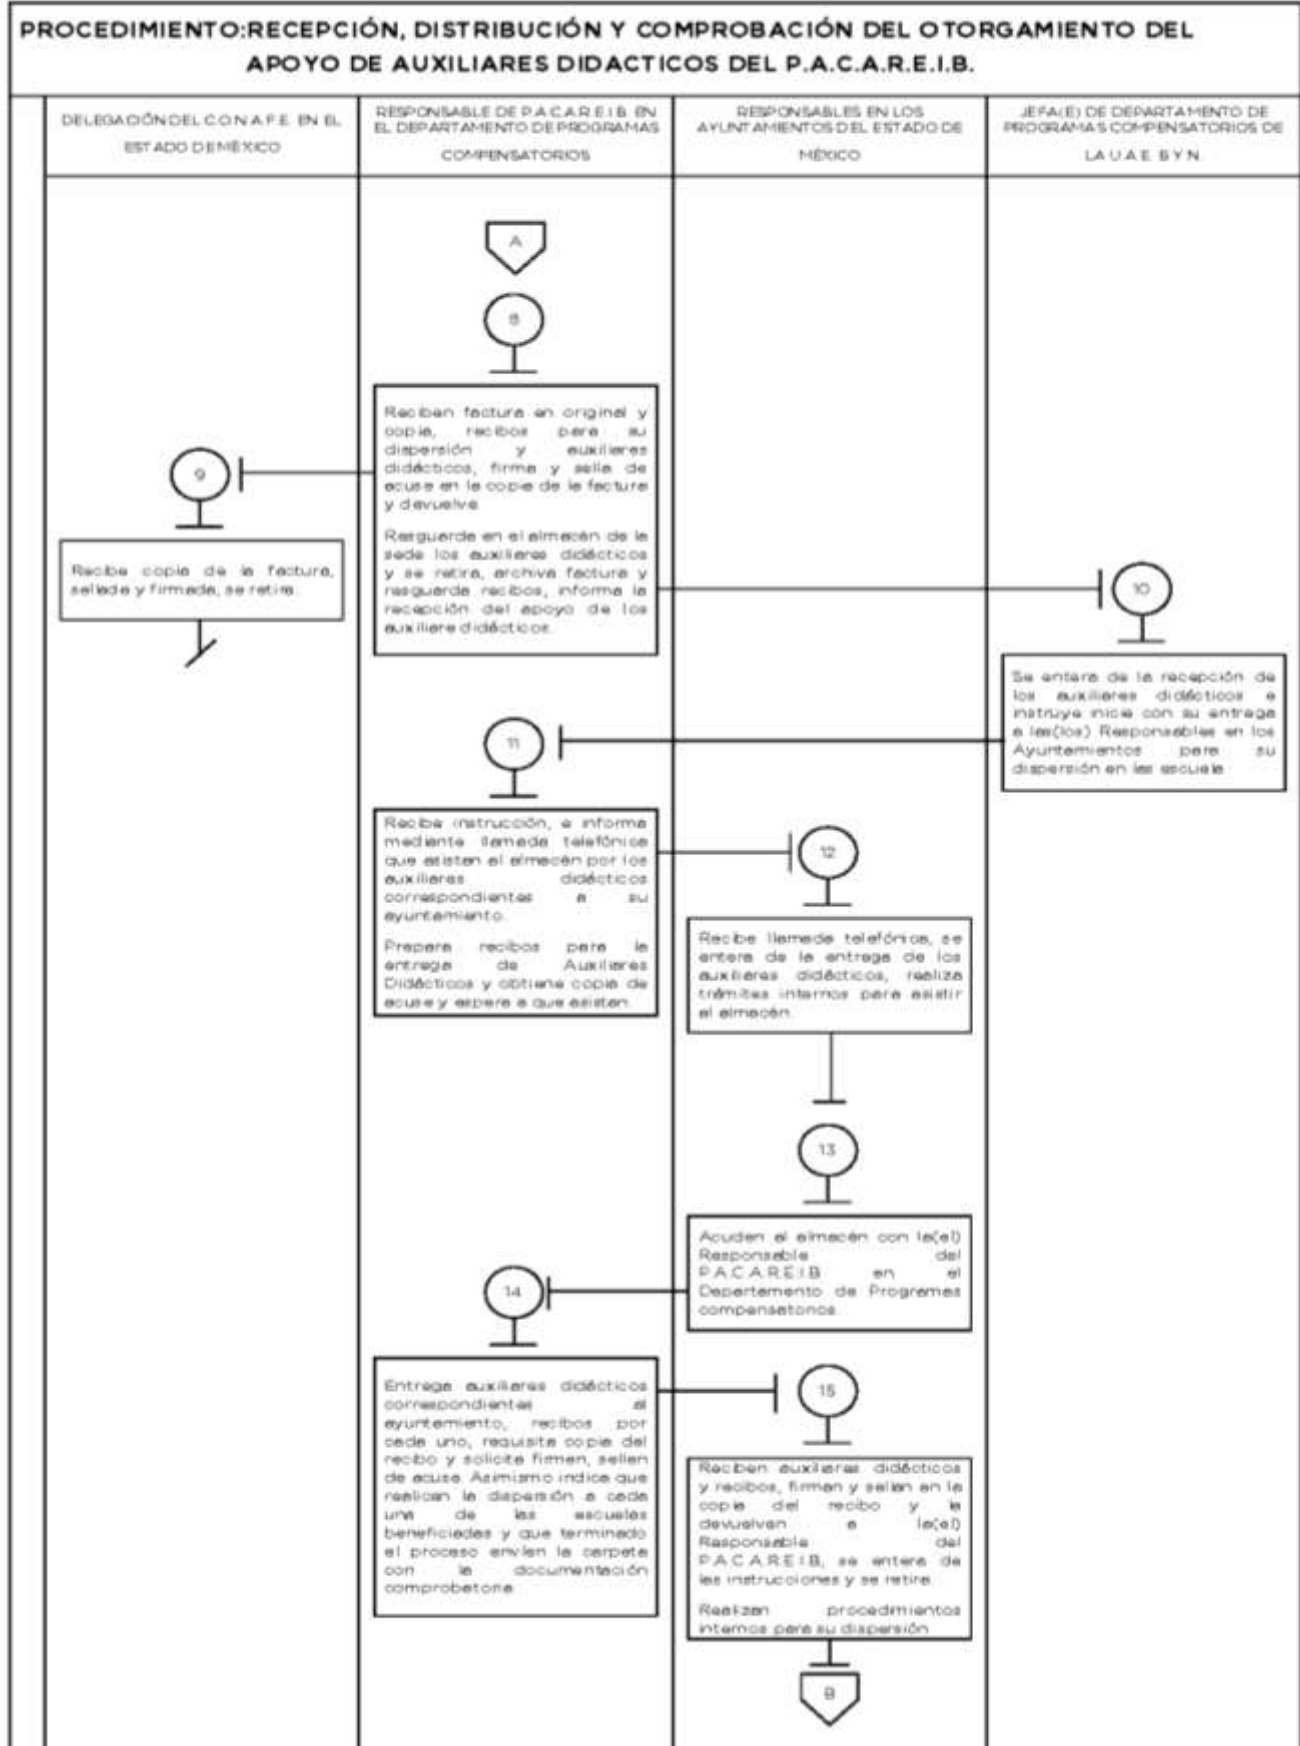 PROCEDIMIENTO:RECEPCIÓN, DISTRIBUCIÓN Y COMPROBACIÓN DEL OTORGAMIENTO DEL
APOYO DE AUXILIARES DIDACTICOS DEL P.A.C.A.R.E.I.B.
DELEGACIÓN DEL C.O.N.A.F.E. EN EL
ESTADO DE MÉXICO
RESPONSABLE DE P.A.C.A.R.E.I.B. EN
EL DEPARTAMENTO DE PROGRAMAS
COMPENSATORIOS
RESPONSABLES EN LOS
AYUNTAMIENTOS DEL ESTADO DE
MÉXICO
JEFA(E) DE DEPARTAMENTO DE
PROGRAMAS COMPENSATORIOS DE
LA U.A.E.B.Y.N.
A
8
Reciben factura en original y
copia, recibos para su
dispersión y auxiliares
didácticos, firma y sella de
acuse en la copia de la factura
y devuelve.
Resguarda en el almacén de la
sede los auxiliares didácticos
y se retira, archiva factura y
resguarda recibos, informa la
recepción del apoyo de los
auxiliare didácticos.
9
Recibe copia de la factura,
sellada y firmada, se retira.
10
Se entera de la recepción de
los auxiliares didácticos e
instruye inicie con su entrega
a las(los) Responsables en los
Ayuntamientos para su
dispersión en las escuela
11
Recibe instrucción, e informa
mediante llamada telefónica
que asistan al almacén por los
auxiliares didácticos
correspondientes a su
ayuntamiento.
Prepara recibos para la
entrega de Auxiliares
Didácticos y obtiene copia de
acuse y espera a que asistan.
12
Recibe llamada telefónica, se
entera de la entrega de los
auxiliares didácticos, realiza
trámites internos para asistir
al almacén.
13
Acuden al almacén con la(el)
Responsable del
P.A.C.A.R.E.I.B. en el
Departamento de Programas
compensatorios.
14
Entrega auxiliares didácticos
correspondientes al
ayuntamiento, recibos por
cada uno, requisita copia del
recibo y solicita firmen, sellen
de acuse. Asimismo indica que
realicen la dispersión a cada
una de las escuelas
beneficiadas y que terminado
el proceso envíen la carpeta
con la documentación
comprobatoria
15
Reciben auxiliares didácticos
y recibos, firman y sellan en la
copia del recibo y la
devuelven a la(el)
Responsable del
P.A.C.A.R.E.I.B, se entera de
las instrucciones y se retira
Realizan procedimientos
internos para su dispersión
B